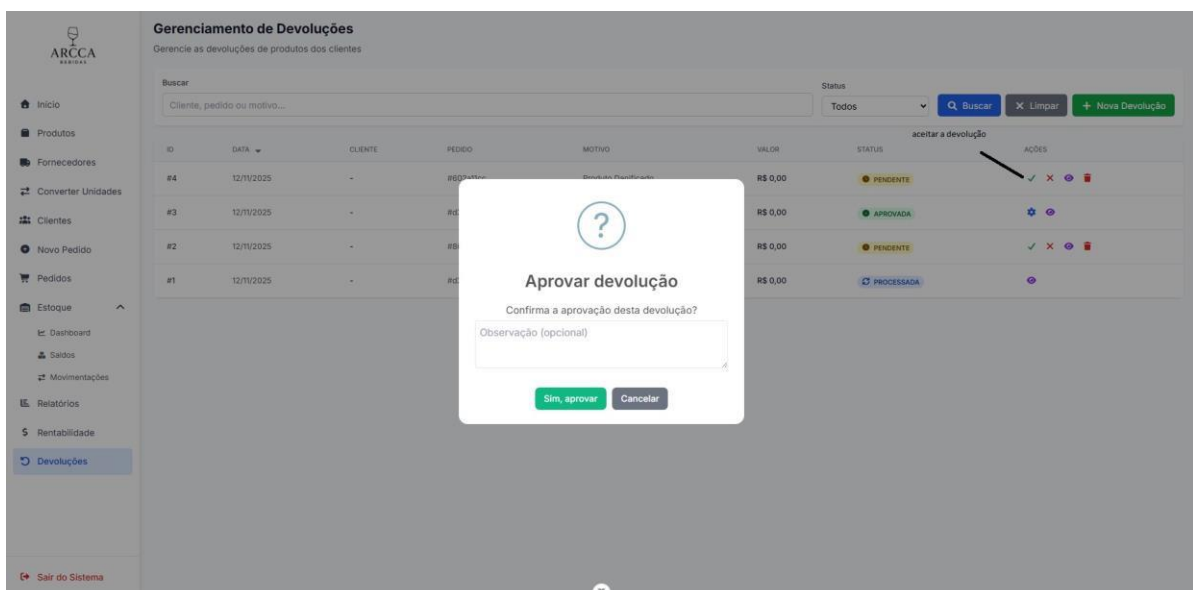 ARCCA
BEBIDAS
Início
Produtos
Fornecedores
Converter Unidades
Clientes
Novo Pedido
Pedidos
Estoque
Dashboard
Saldos
Movimentações
Relatórios
Rentabilidade
Devoluções
Sair do Sistema
Gerenciamento de Devoluções
Gerencie as devoluções de produtos dos clientes
Buscar
Status
Cliente, pedido ou motivo...
Todos
Buscar
Limpar
Nova Devolução
aceitar a devolução
ID DATA CLIENTE PEDIDO MOTIVO VALOR STATUS AÇÕES
#4 12/11/2025 - Produto Danificado R$ 0,00 PENDENTE
#3 12/11/2025 - R$ 0,00 APROVADA
#2 12/11/2025 - R$ 0,00 PENDENTE
#1 12/11/2025 - R$ 0,00 PROCESSADA
?
Aprovar devolução
Confirma a aprovação desta devolução?
Observação (opcional)
Sim, aprovar
Cancelar